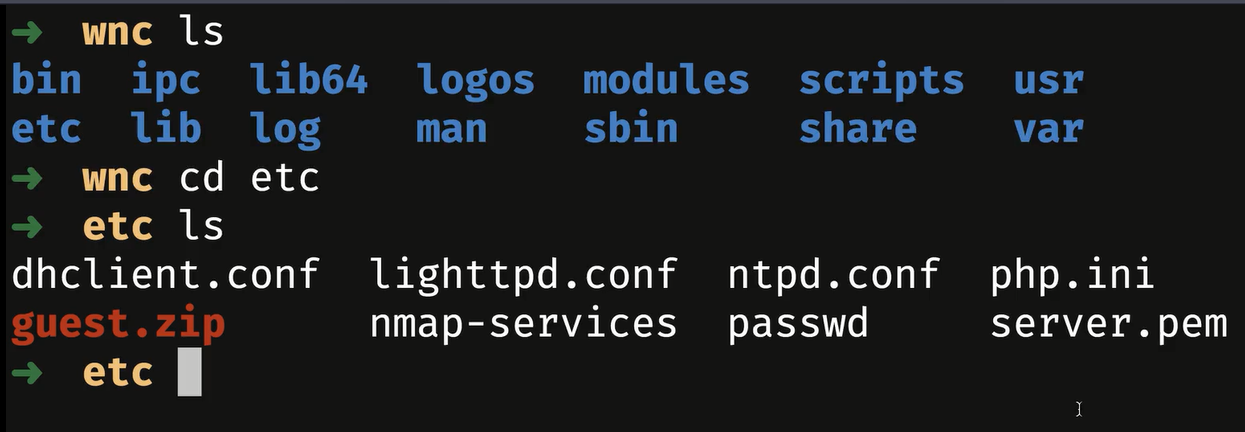 ➜ wnc ls
bin ipc lib64 logos modules scripts usr
etc lib log man sbin share var
➜ wnc cd etc
➜ etc ls
dhclient.conf lighttpd.conf ntpd.conf php.ini
guest.zip nmap-services passwd server.pem
➜ etc